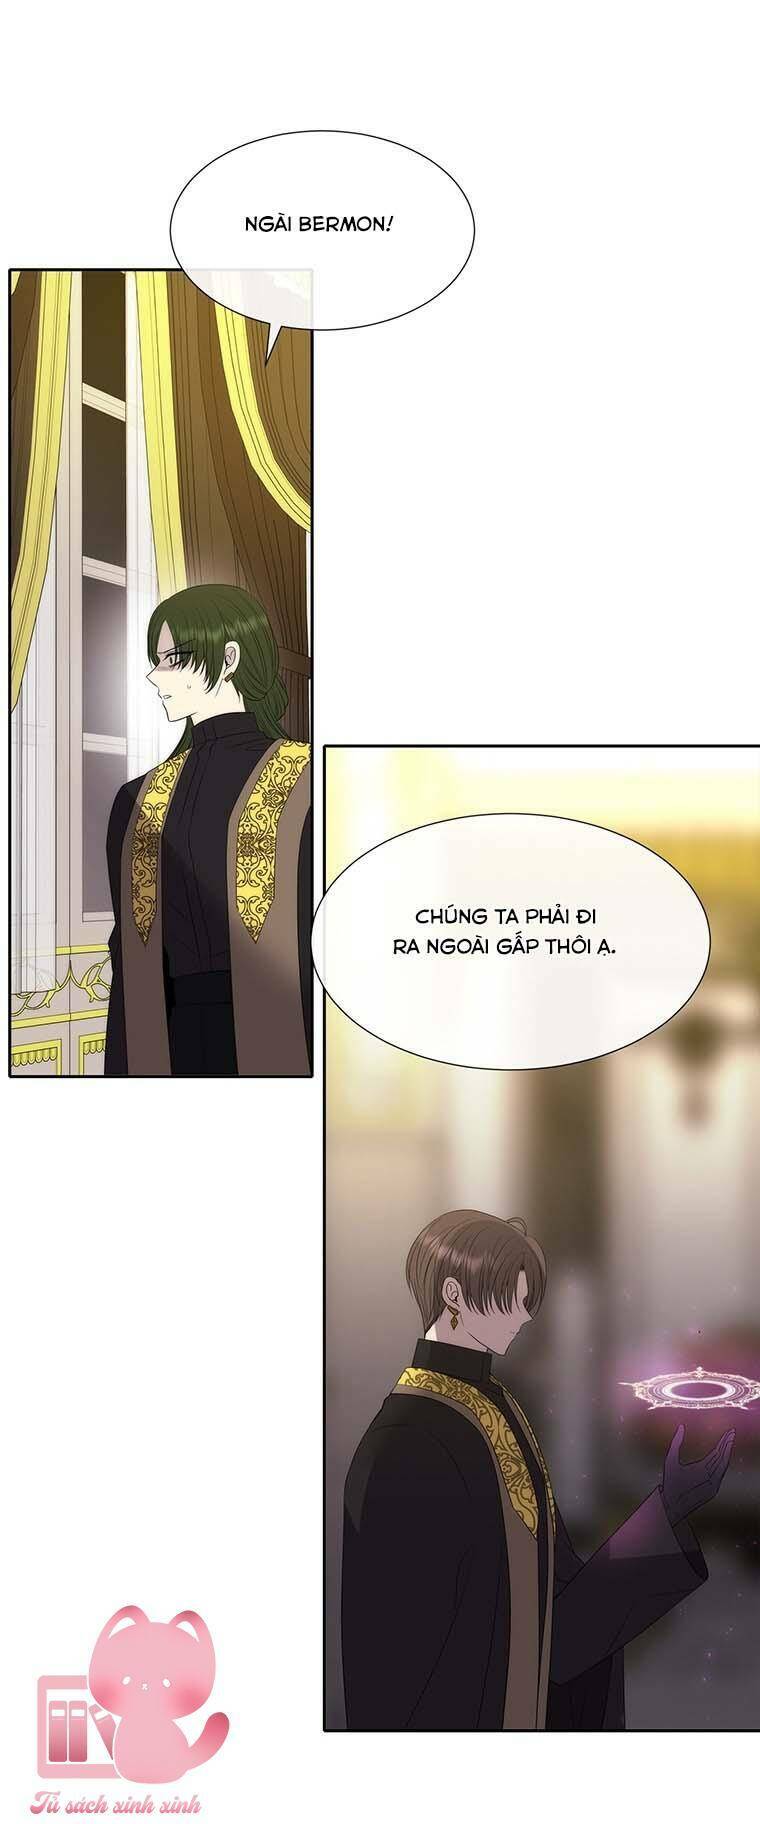 NGÀI BERMON!
CHÚNG TA PHẢI ĐI
RA NGOÀI GẤP THÔI Ạ.
Tủ sách xinh xinh